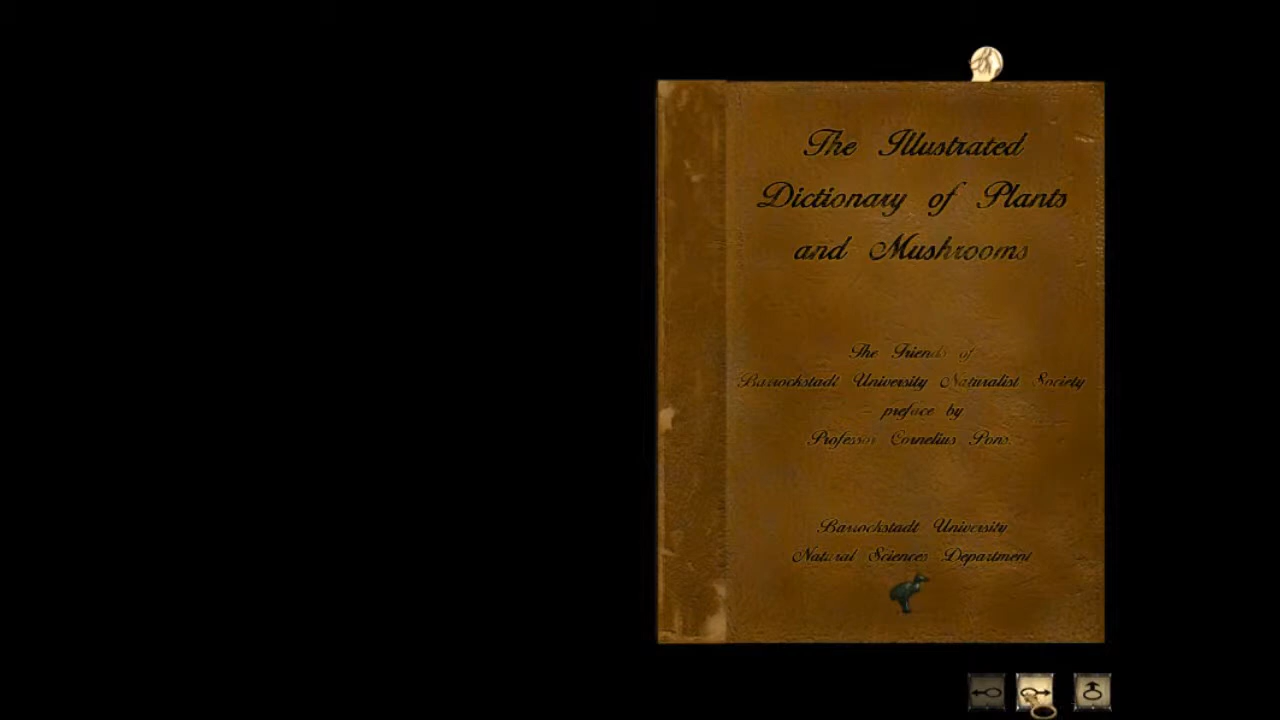 The Illustrated
Dictionary of Plants
and Mushrooms
The Friends of
Barrockstadt University Naturalist Society
preface by
Professor Cornelius Pons.
Barrockstadt University
Natural Sciences Department